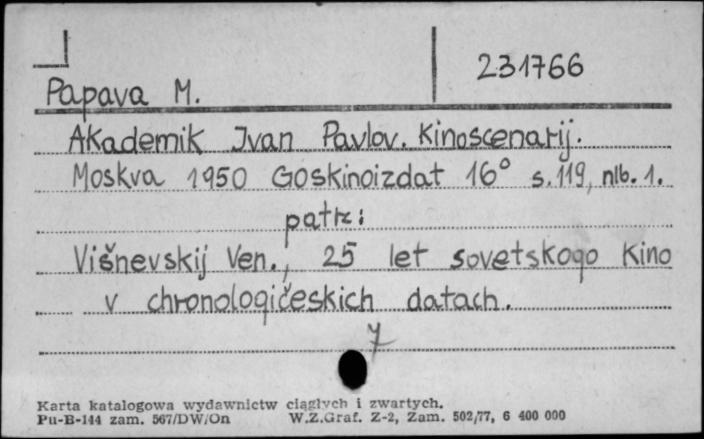 231766
Papava M.
Akademik Ivan Pavlov. Kinoscenarij.
Moskva 1950 Goskinoizdat 16° s. 119, nlb. 1.
patrz:
Višnevskij Ven., 25 let sovetskogo kino
v chronologičeskich datach.
7
Karta katalogowa wydawnictw ciągłych i zwartych.
Pu-B-144 zam. 567/DW/On W.Z.Graf. Z-2, Zam. 502/77, 6 400 000